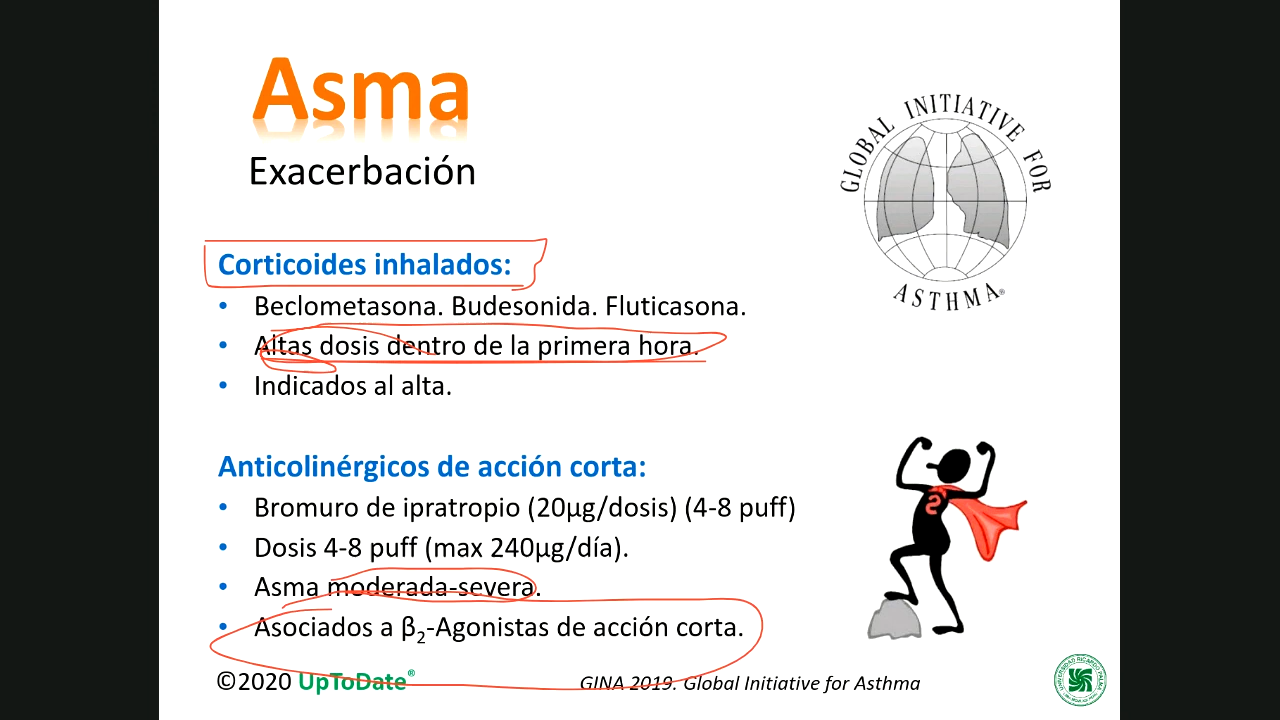 Asma
Exacerbación
GLOBAL INITIATIVE FOR
ASTHMA®
Corticoides inhalados:
• Beclometasona. Budesonida. Fluticasona.
• Altas dosis dentro de la primera hora.
• Indicados al alta.
Anticolinérgicos de acción corta:
• Bromuro de ipratropio (20µg/dosis) (4-8 puff)
• Dosis 4-8 puff (max 240µg/día).
• Asma moderada-severa.
• Asociados a β₂-Agonistas de acción corta.
©2020 UpToDate®
GINA 2019. Global Initiative for Asthma
UNIVERSIDAD RICARDO PALMA